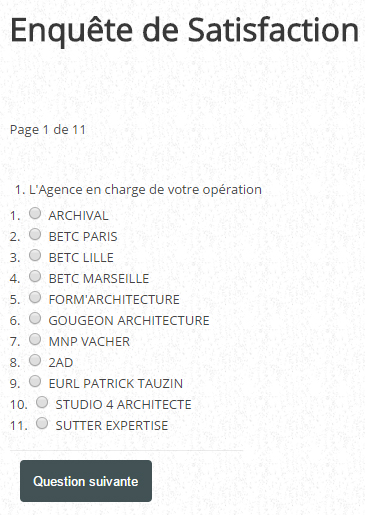 Enquête de Satisfaction
Page 1 de 11
1. L'Agence en charge de votre opération
1. ARCHIVAL
2. BETC PARIS
3. BETC LILLE
4. BETC MARSEILLE
5. FORM'ARCHITECTURE
6. GOUGEON ARCHITECTURE
7. MNP VACHER
8. 2AD
9. EURL PATRICK TAUZIN
10. STUDIO 4 ARCHITECTE
11. SUTTER EXPERTISE
Question suivante